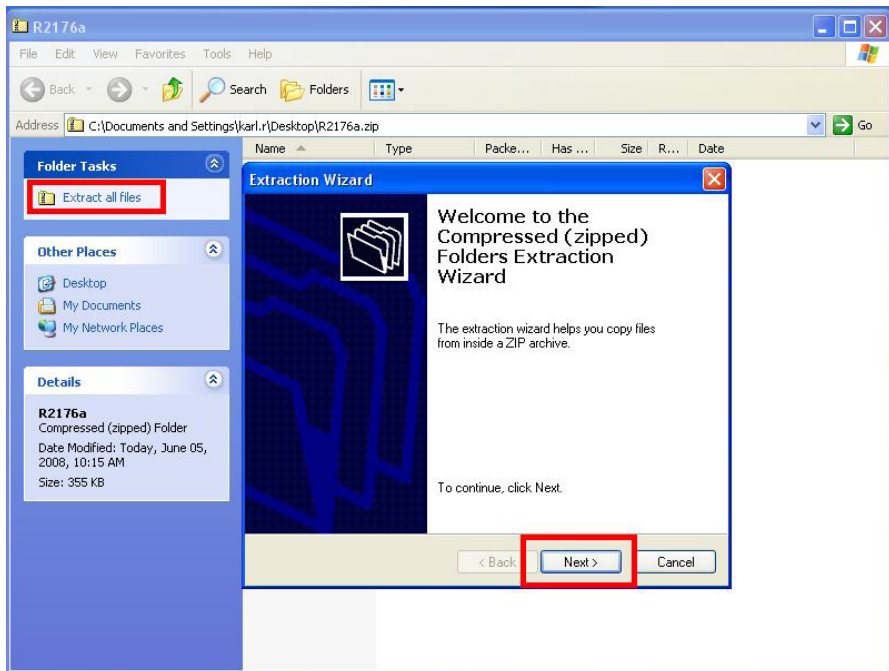 R2176a
File Edit View Favorites Tools Help
Back Search Folders
Address C:\Documents and Settings\karl.r\Desktop\R2176a.zip Go
Name Type Packe... Has ... Size R... Date
Folder Tasks
Extract all files
Other Places
Desktop
My Documents
My Network Places
Details
R2176a
Compressed (zipped) Folder
Date Modified: Today, June 05,
2008, 10:15 AM
Size: 355 KB
Extraction Wizard
Welcome to the
Compressed (zipped)
Folders Extraction
Wizard
The extraction wizard helps you copy files
from inside a ZIP archive.
To continue, click Next.
< Back Next > Cancel